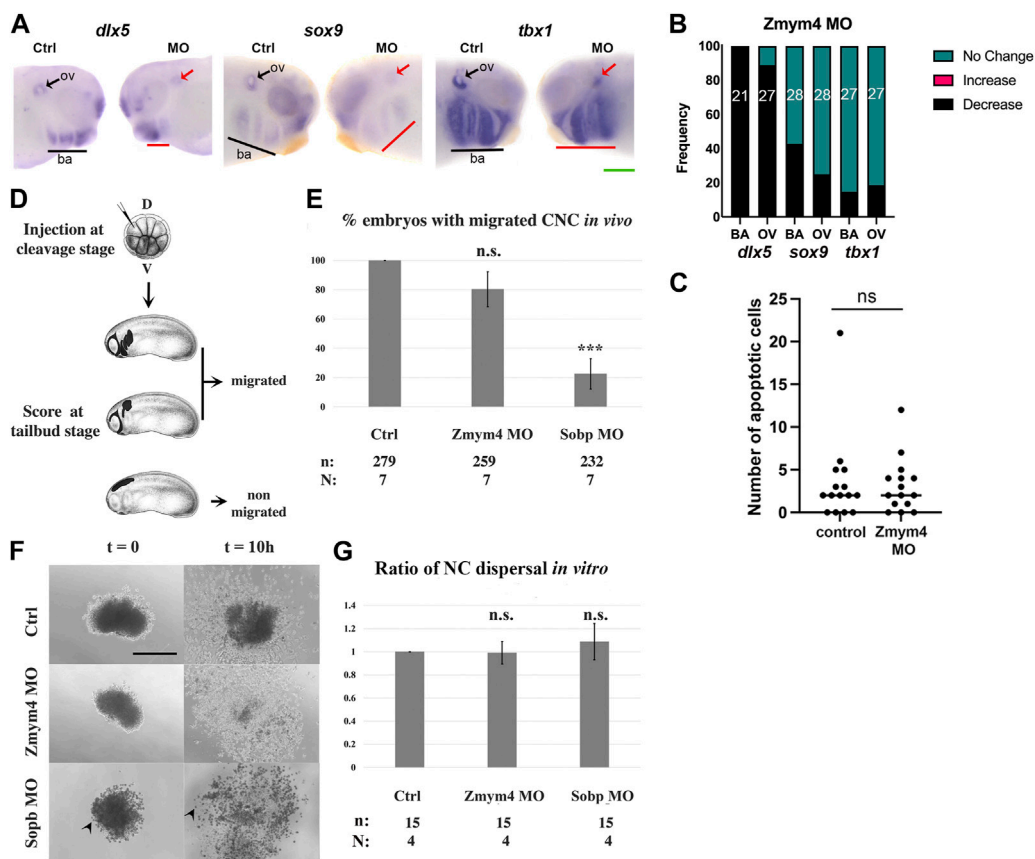 A
dlx5
sox9
tbx1
Ctrl
MO
Ctrl
MO
Ctrl
MO
ov
ov
ov
ba
ba
ba
B
Zmym4 MO
100
80
60
40
20
0
Frequency
21
27
28
28
27
27
BA
OV
BA
OV
BA
OV
dlx5
sox9
tbx1
No Change
Increase
Decrease
C
ns
25
20
15
10
5
0
Number of apoptotic cells
control
Zmym4
MO
D
Injection at
cleavage stage
D
V
migrated
Score at
tailbud stage
non
migrated
E
% embryos with migrated CNC in vivo
n.s.
***
100
80
60
40
20
0
Ctrl
Zmym4 MO
Sobp MO
n:
279
259
232
N:
7
7
7
F
t = 0
t = 10h
Ctrl
Zmym4 MO
Sopb MO
G
Ratio of NC dispersal in vitro
n.s.
n.s.
1.4
1.2
1
0.8
0.6
0.4
0.2
0
Ctrl
Zmym4 MO
Sobp MO
n:
15
15
15
N:
4
4
4